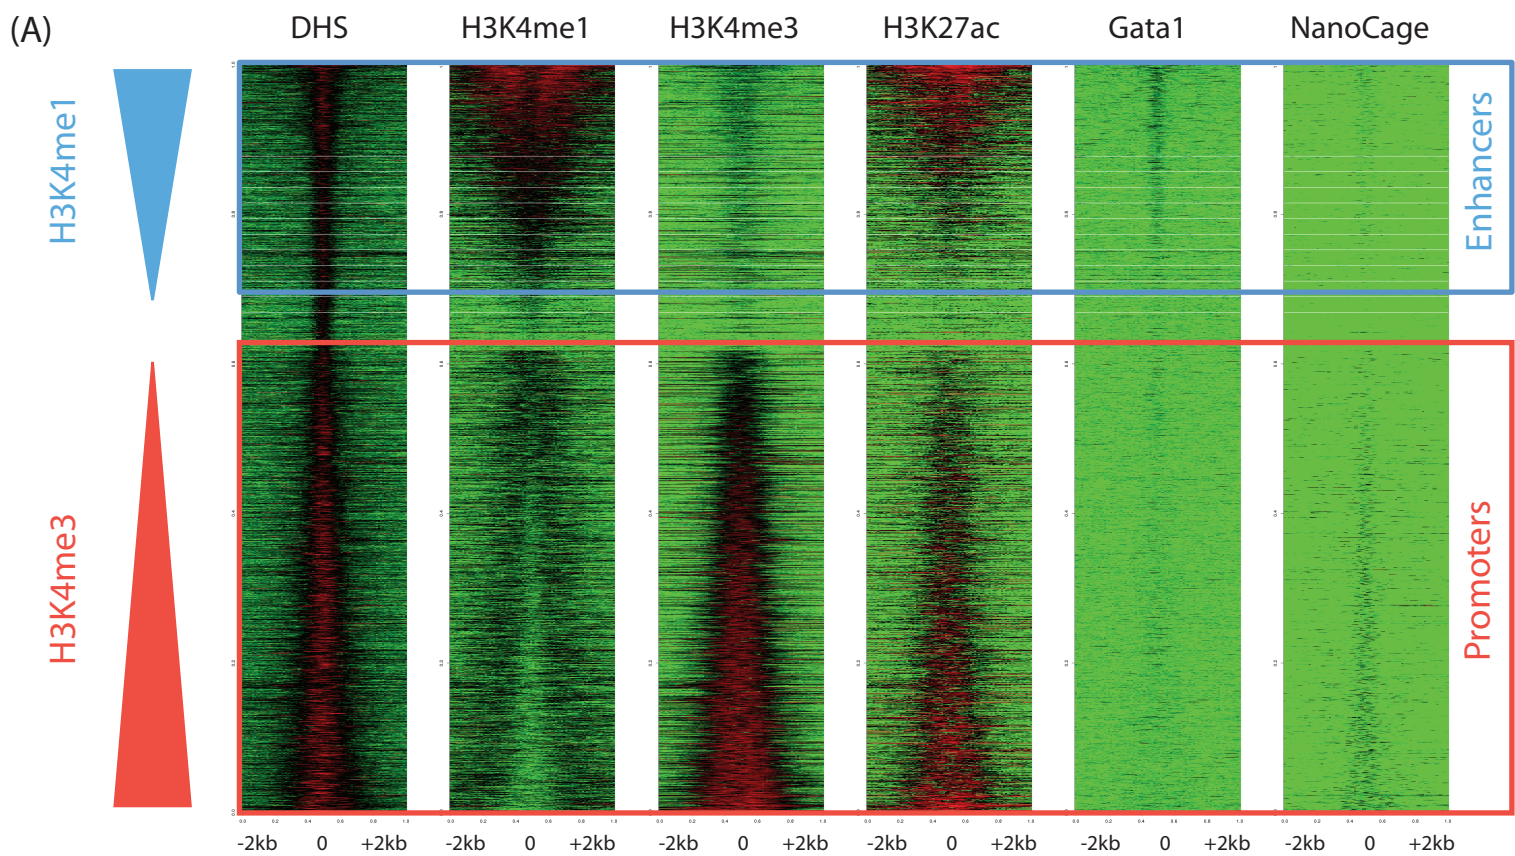 (A)
DHS H3K4me1 H3K4me3 H3K27ac Gata1 NanoCage
H3K4me1
Enhancers
H3K4me3
Promoters
-2kb 0 +2kb -2kb 0 +2kb -2kb 0 +2kb -2kb 0 +2kb -2kb 0 +2kb -2kb 0 +2kb